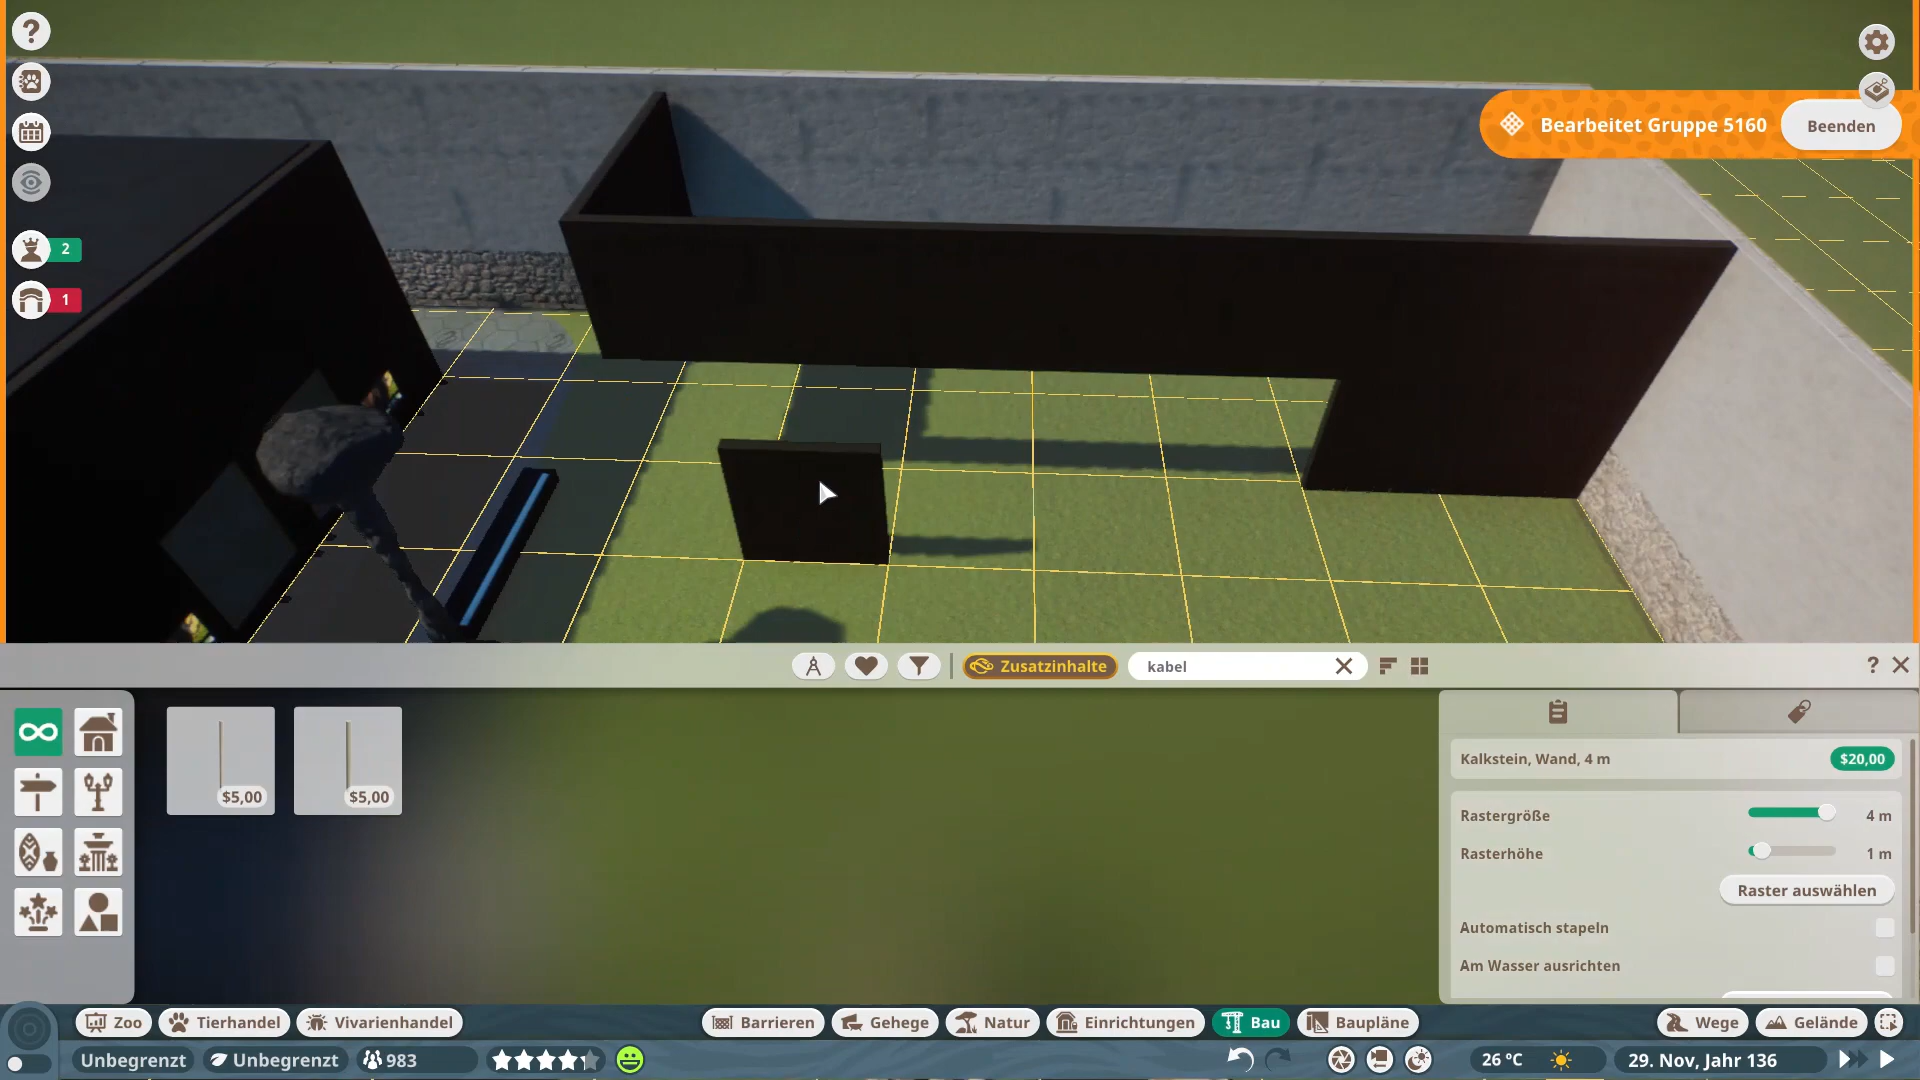 ?
Bearbeitet Gruppe 5160
Beenden
2
1
Zusatzinhalte
kabel
?
$5,00
$5,00
Kalkstein, Wand, 4 m
$20,00
Rastergröße
4 m
Rasterhöhe
1 m
Raster auswählen
Automatisch stapeln
Am Wasser ausrichten
Zoo
Tierhandel
Vivarienhandel
Barrieren
Gehege
Natur
Einrichtungen
Bau
Baupläne
Wege
Gelände
Unbegrenzt
Unbegrenzt
983
26 °C
29. Nov, Jahr 136